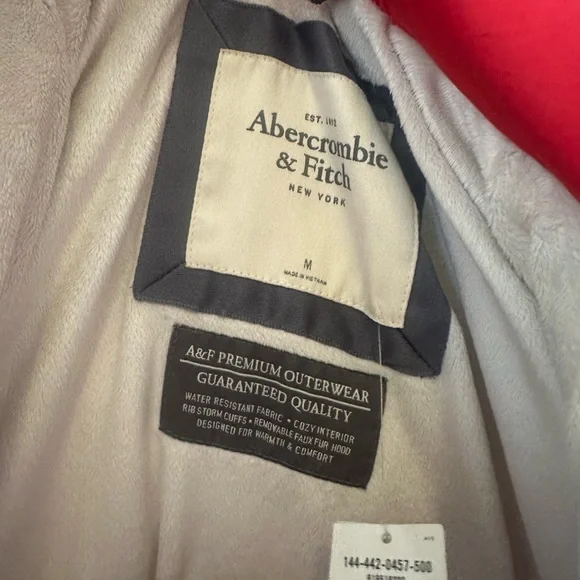 EST. 1892
Abercrombie
& Fitch
NEW YORK
M
MADE IN VIETNAM
A&F PREMIUM OUTERWEAR
GUARANTEED QUALITY
WATER RESISTANT FABRIC • COZY INTERIOR
RIB STORM CUFFS • REMOVABLE FAUX FUR HOOD
DESIGNED FOR WARMTH & COMFORT
144-442-0457-500